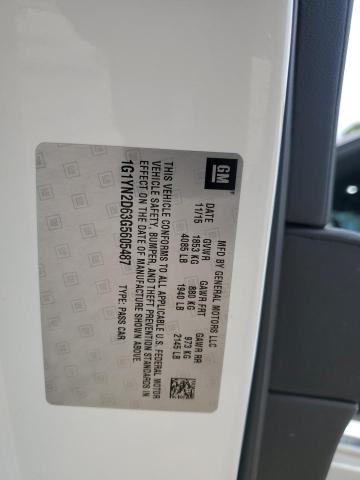 GM
MFD BY GENERAL MOTORS LLC
DATE GVWR GAWR FRT GAWR RR
11/15 1853 KG 880 KG 973 KG
4085 LB 1940 LB 2145 LB
THIS VEHICLE CONFORMS TO ALL APPLICABLE U.S. FEDERAL MOTOR
VEHICLE SAFETY, BUMPER, AND THEFT PREVENTION STANDARDS IN
EFFECT ON THE DATE OF MANUFACTURE SHOWN ABOVE
1G1YN2D63G5605487 TYPE: PASS CAR